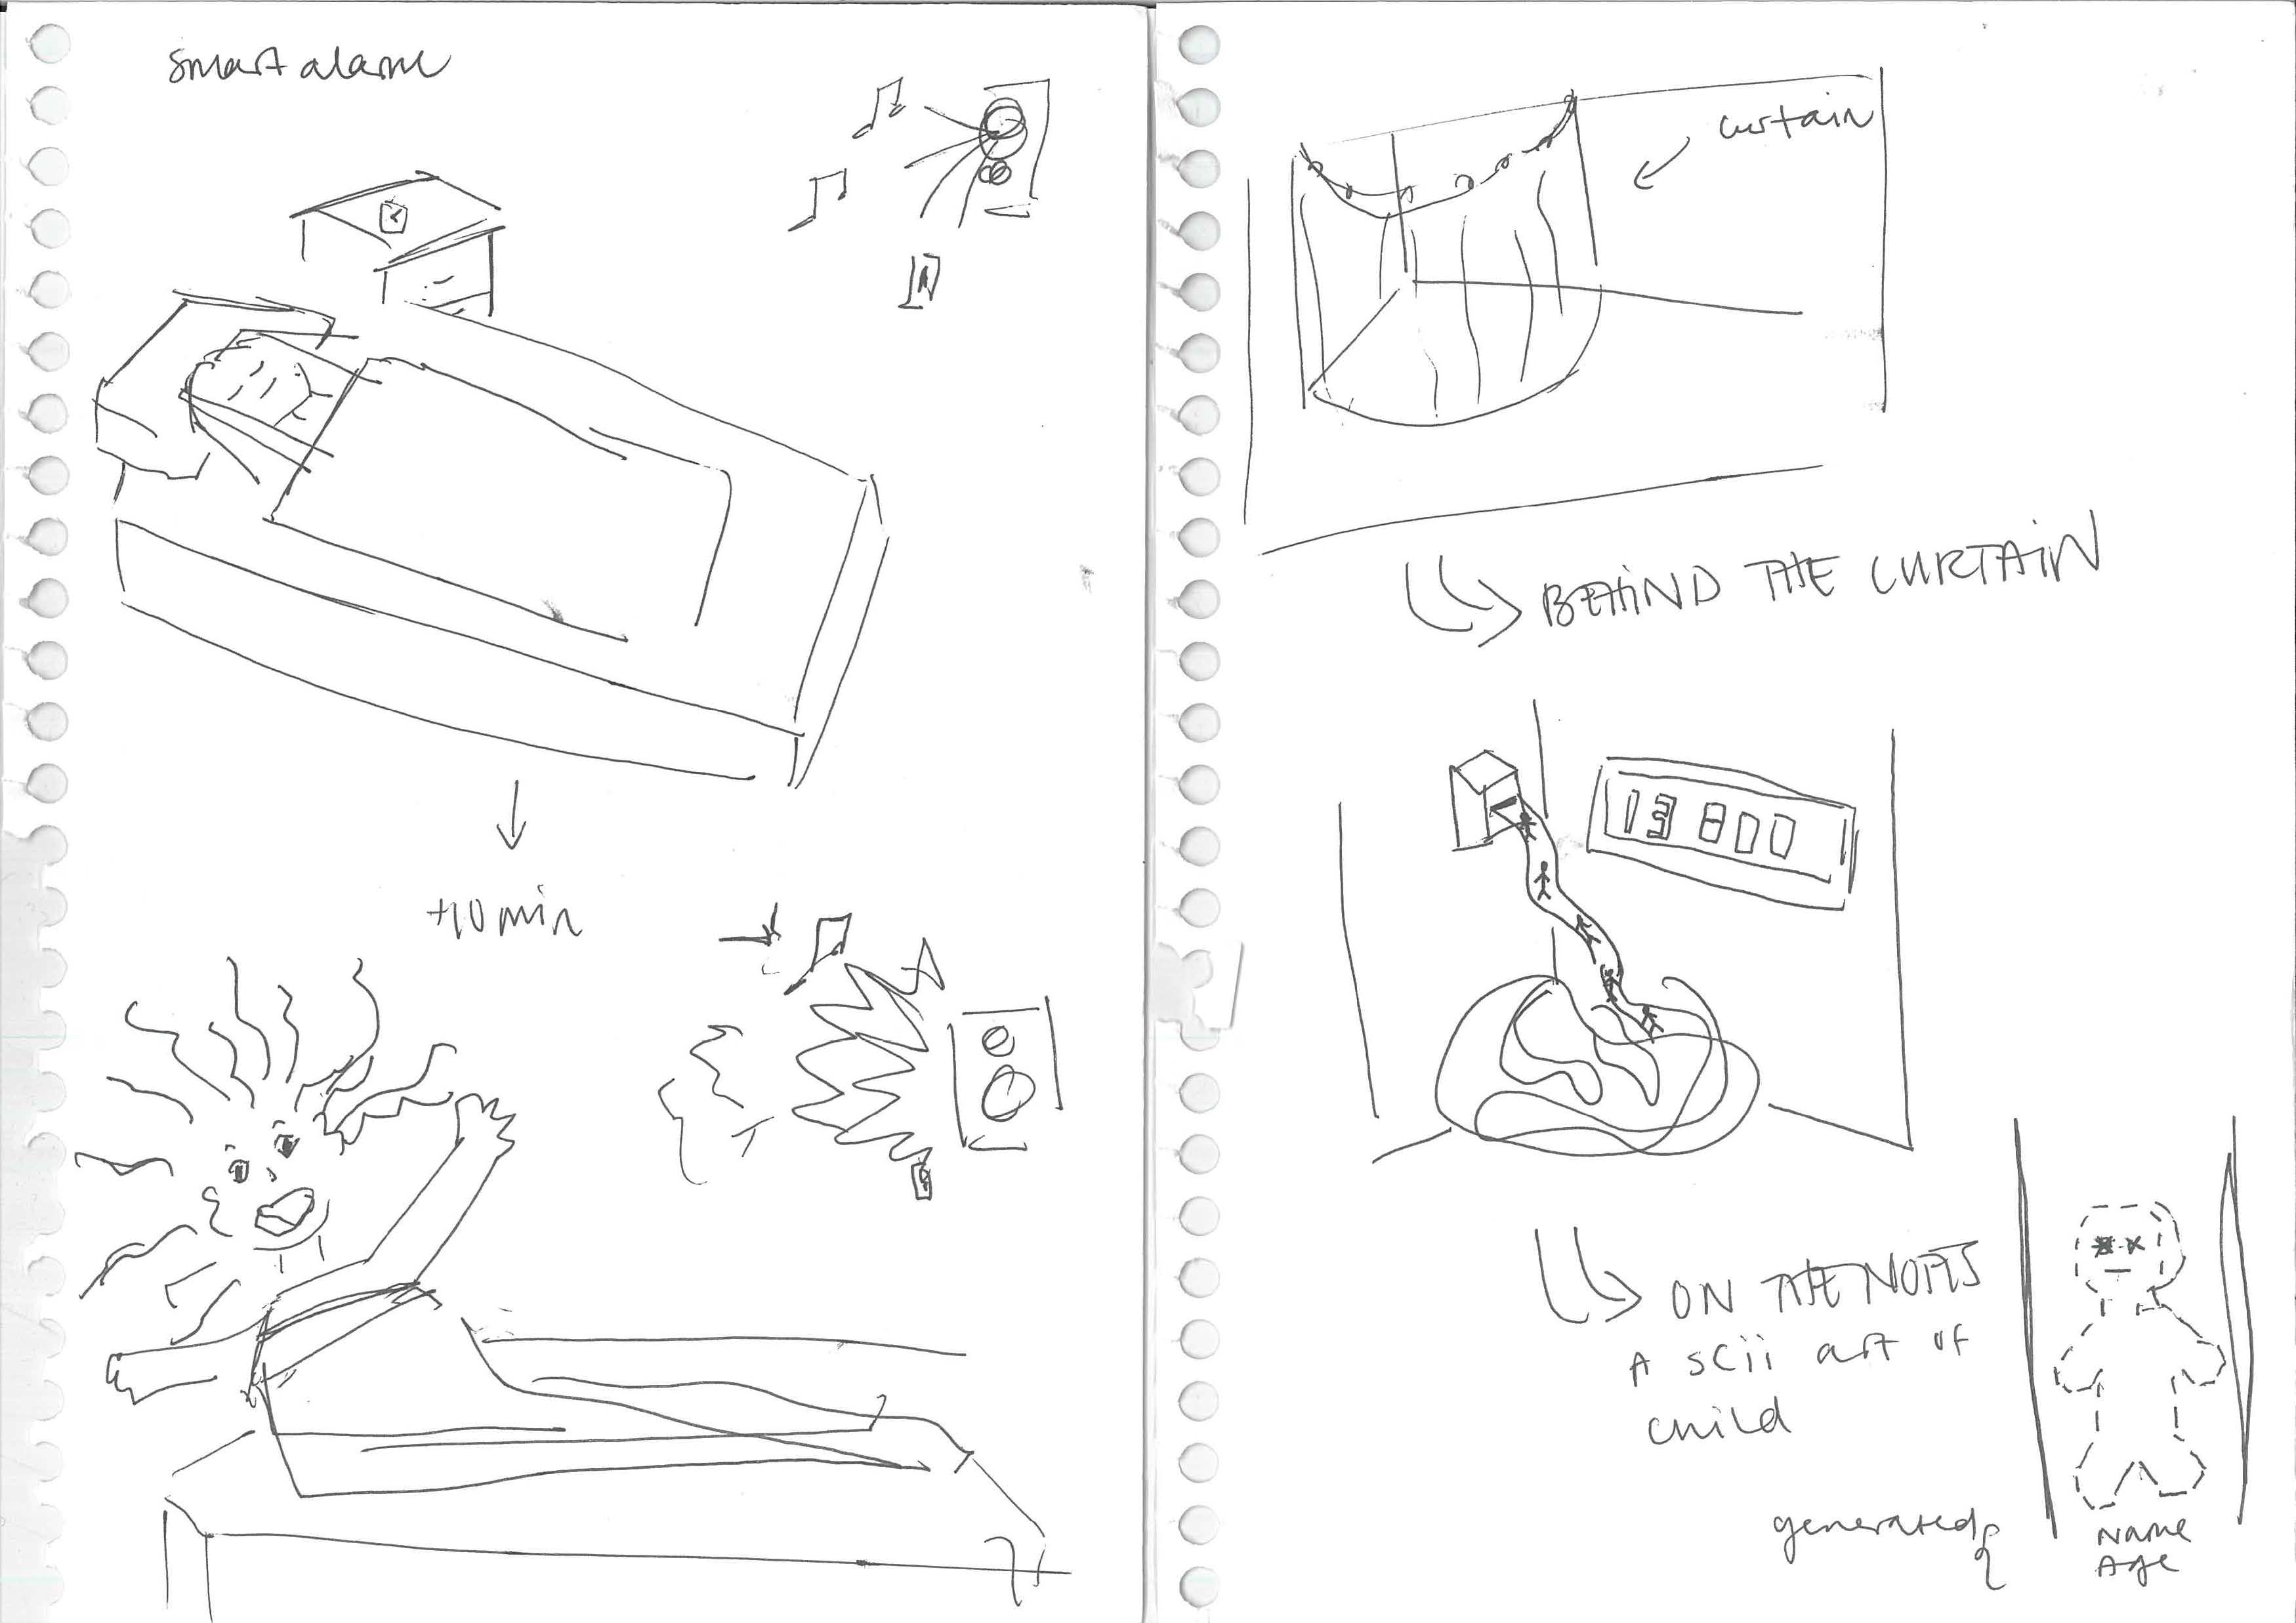 smart alarm
+10 min
curtain
BEHIND THE CURTAIN
13 800
ON THE NOTES
A scii art of
child
generated?
Name
Age